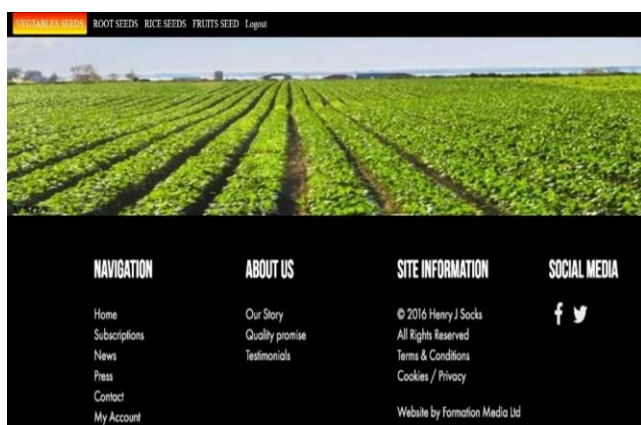 VEGTABLES SEEDS ROOT SEEDS RICE SEEDS FRUITS SEED Logout
NAVIGATION
Home
Subscriptions
News
Press
Contact
My Account
ABOUT US
Our Story
Quality promise
Testimonials
SITE INFORMATION
© 2016 Henry J Socks
All Rights Reserved
Terms & Conditions
Cookies / Privacy
Website by Formation Media Ltd
SOCIAL MEDIA